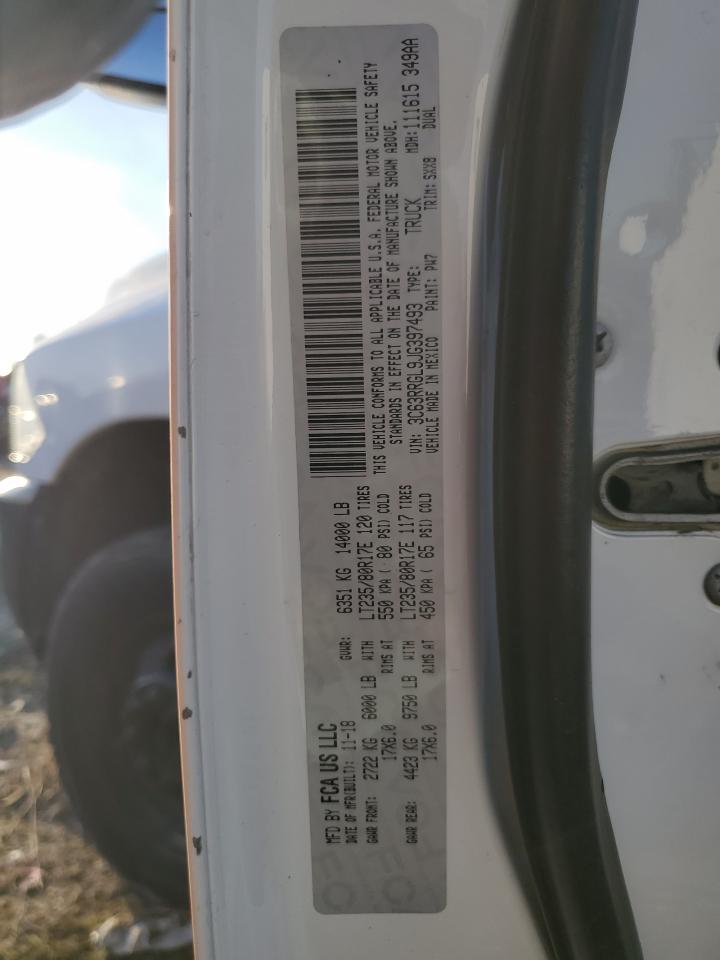 MFD BY FCA US LLC
DATE OF MFR(BUILT): 11-18 GVWR: 6351 KG 14000 LB
GAWR FRONT: 2722 KG 6000 LB WITH LT235/80R17E 120 TIRES
17X6.0 RIMS AT 550 KPA ( 80 PSI) COLD
GAWR REAR: 4423 KG 9750 LB WITH LT235/80R17E 117 TIRES
17X6.0 RIMS AT 450 KPA ( 65 PSI) COLD
THIS VEHICLE CONFORMS TO ALL APPLICABLE U.S.A. FEDERAL MOTOR VEHICLE SAFETY
STANDARDS IN EFFECT ON THE DATE OF MANUFACTURE SHOWN ABOVE.
VIN: 3C63RRGL9JG397493 TYPE: TRUCK MDH: 111615 349AA
VEHICLE MADE IN MEXICO PAINT: PW7 TRIM: SXX8 DUAL